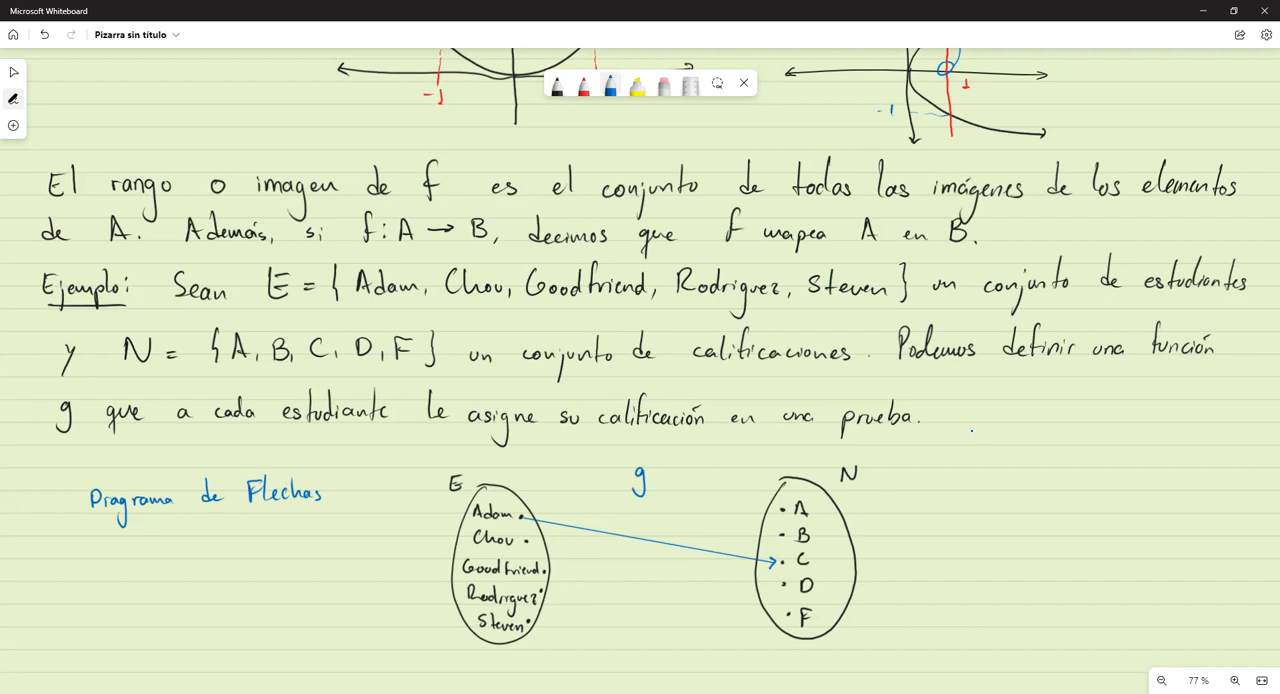 Microsoft Whiteboard
Pizarra sin título
-1
1
-1
El rango o imagen de f es el conjunto de todas las imágenes de los elementos
de A. Además, si f: A → B, decimos que f mapea A en B.
Ejemplo: Sean E = { Adam, Chou, Goodfriend, Rodriguez, Steven } un conjunto de estudiantes
y N = { A, B, C, D, F } un conjunto de calificaciones. Podemos definir una función
g que a cada estudiante le asigne su calificación en una prueba.
Diagrama de Flechas
E
g
N
Adam
Chou
Goodfriend
Rodriguez
Steven
A
B
C
D
F
77 %